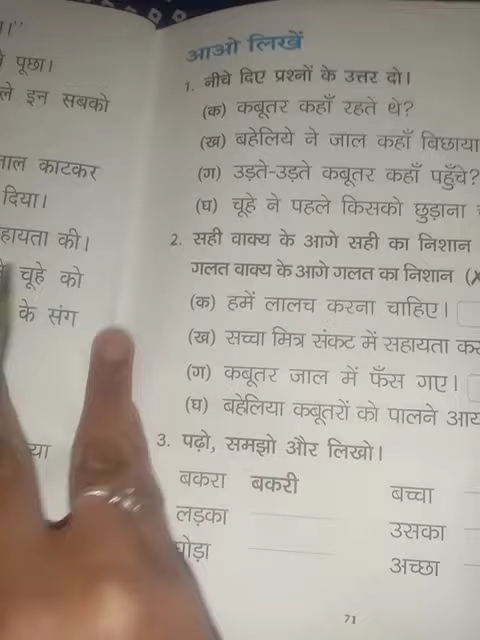 पूछा।
इन सबको
काटकर
दिया।
की।
चूहे को
के संग
आओ लिखें
1. नीचे दिए प्रश्नों के उत्तर दो।
(क) कबूतर कहाँ रहते थे?
(ख) बहेलिये ने जाल कहाँ बिछाया
(ग) उड़ते-उड़ते कबूतर कहाँ पहुँचे?
(घ) चूहे ने पहले किसको छुड़ाना
2. सही वाक्य के आगे सही का निशान
गलत वाक्य के आगे गलत का निशान
(क) हमें लालच करना चाहिए।
(ख) सच्चा मित्र संकट में सहायता
(ग) कबूतर जाल में फँस गए।
(घ) बहेलिया कबूतरों को पालने
3. पढ़ो, समझो और लिखो।
बकरा बकरी बच्चा
लड़का उसका
घोड़ा अच्छा
71